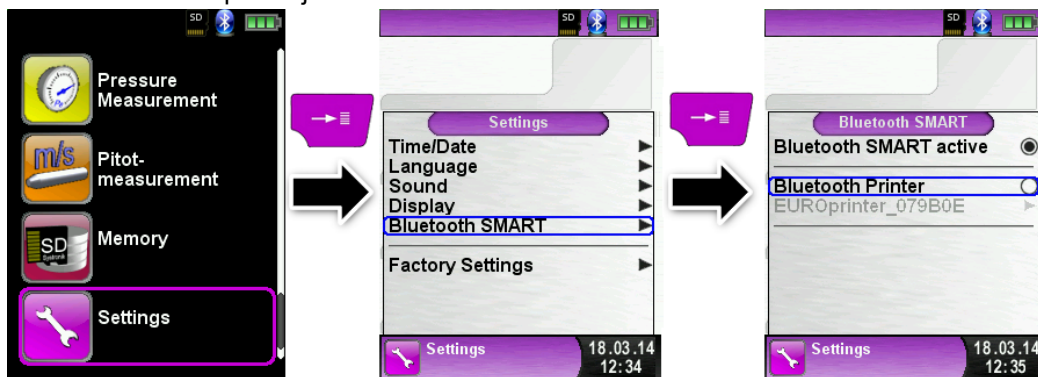 SD
Pressure
Measurement
m/s
Pitot-
measurement
SD
Memory
Settings
SD
Settings
Time/Date
Language
Sound
Display
Bluetooth SMART
Factory Settings
Settings
18.03.14
12:34
SD
Bluetooth SMART
Bluetooth SMART active
Bluetooth Printer
EUROprinter_079B0E
Settings
18.03.14
12:35